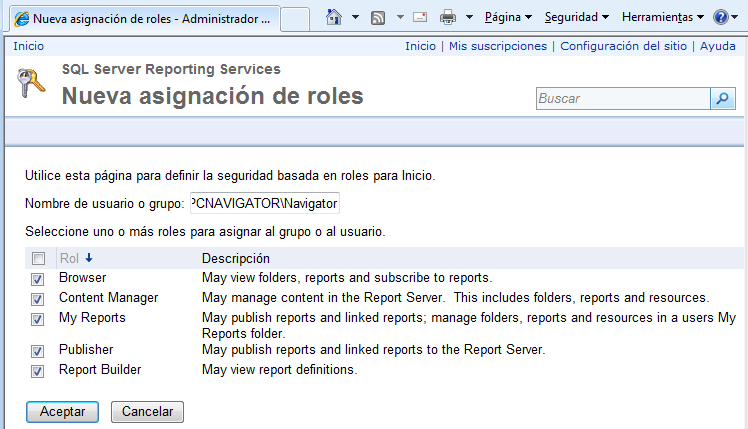 Nueva asignación de roles - Administrador ...
Página
Seguridad
Herramientas
Inicio
Inicio | Mis suscripciones | Configuración del sitio | Ayuda
SQL Server Reporting Services
Nueva asignación de roles
Buscar
Utilice esta página para definir la seguridad basada en roles para Inicio.
Nombre de usuario o grupo: PCNAVIGATOR\Navigator
Seleccione uno o más roles para asignar al grupo o al usuario.
Rol Descripción
Browser May view folders, reports and subscribe to reports.
Content Manager May manage content in the Report Server. This includes folders, reports and resources.
My Reports May publish reports and linked reports; manage folders, reports and resources in a users My
Reports folder.
Publisher May publish reports and linked reports to the Report Server.
Report Builder May view report definitions.
Aceptar Cancelar